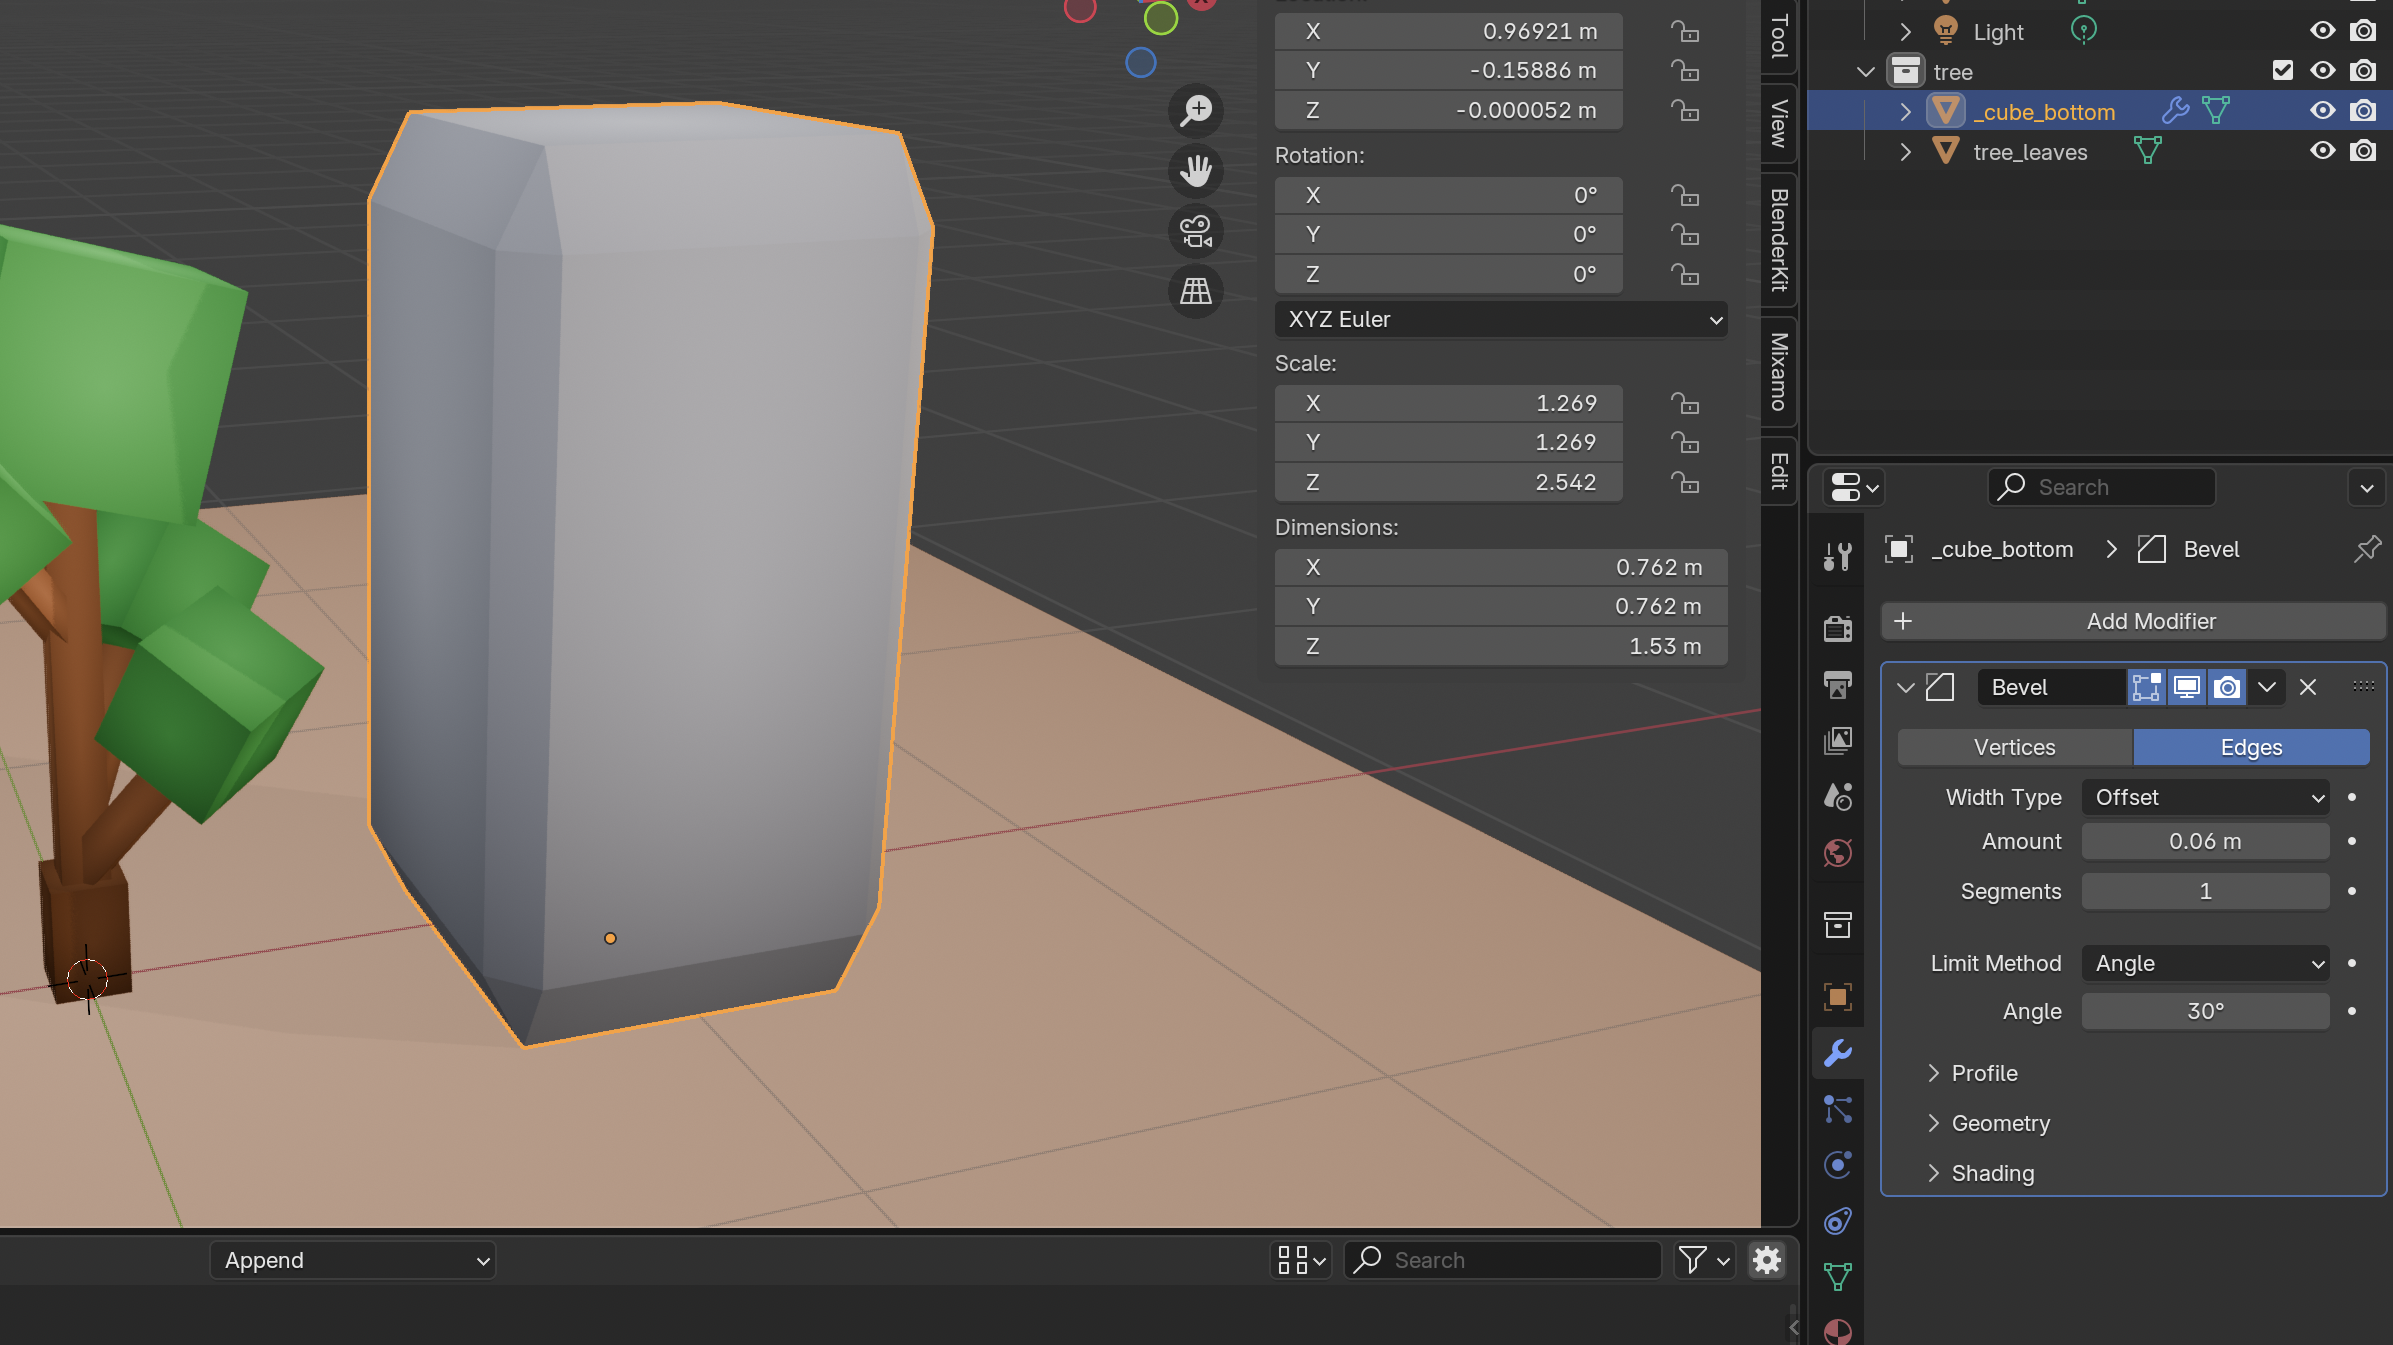 X 0.96921 m
Y -0.15886 m
Z -0.000052 m
Rotation:
X 0°
Y 0°
Z 0°
XYZ Euler
Scale:
X 1.269
Y 1.269
Z 2.542
Dimensions:
X 0.762 m
Y 0.762 m
Z 1.53 m
Tool
View
BlenderKit
Mixamo
Edit
Light
tree
_cube_bottom
tree_leaves
Search
_cube_bottom > Bevel
Add Modifier
Bevel
Vertices Edges
Width Type Offset
Amount 0.06 m
Segments 1
Limit Method Angle
Angle 30°
Profile
Geometry
Shading
Append
Search